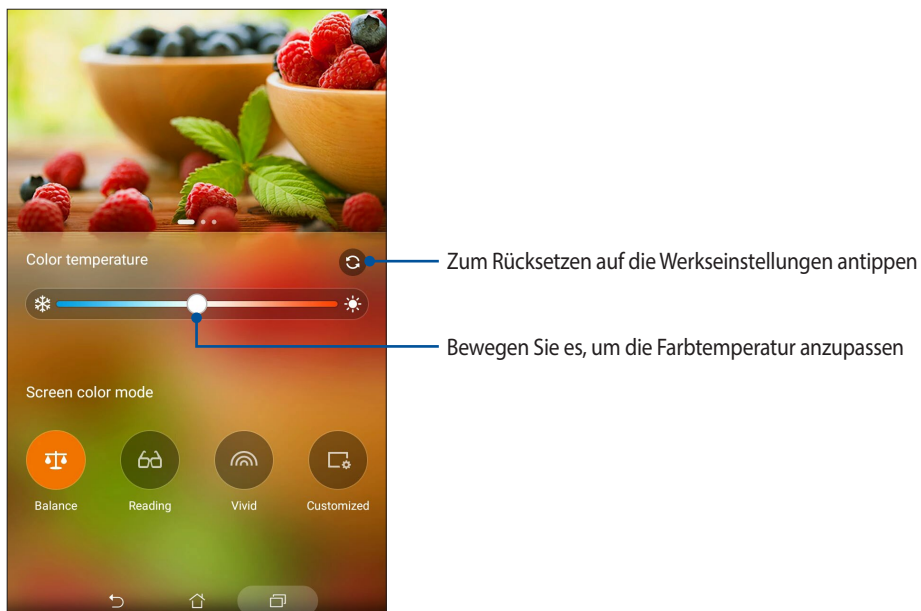 Color temperature
Zum Rücksetzen auf die Werkseinstellungen antippen
Bewegen Sie es, um die Farbtemperatur anzupassen
Screen color mode
Balance Reading Vivid Customized